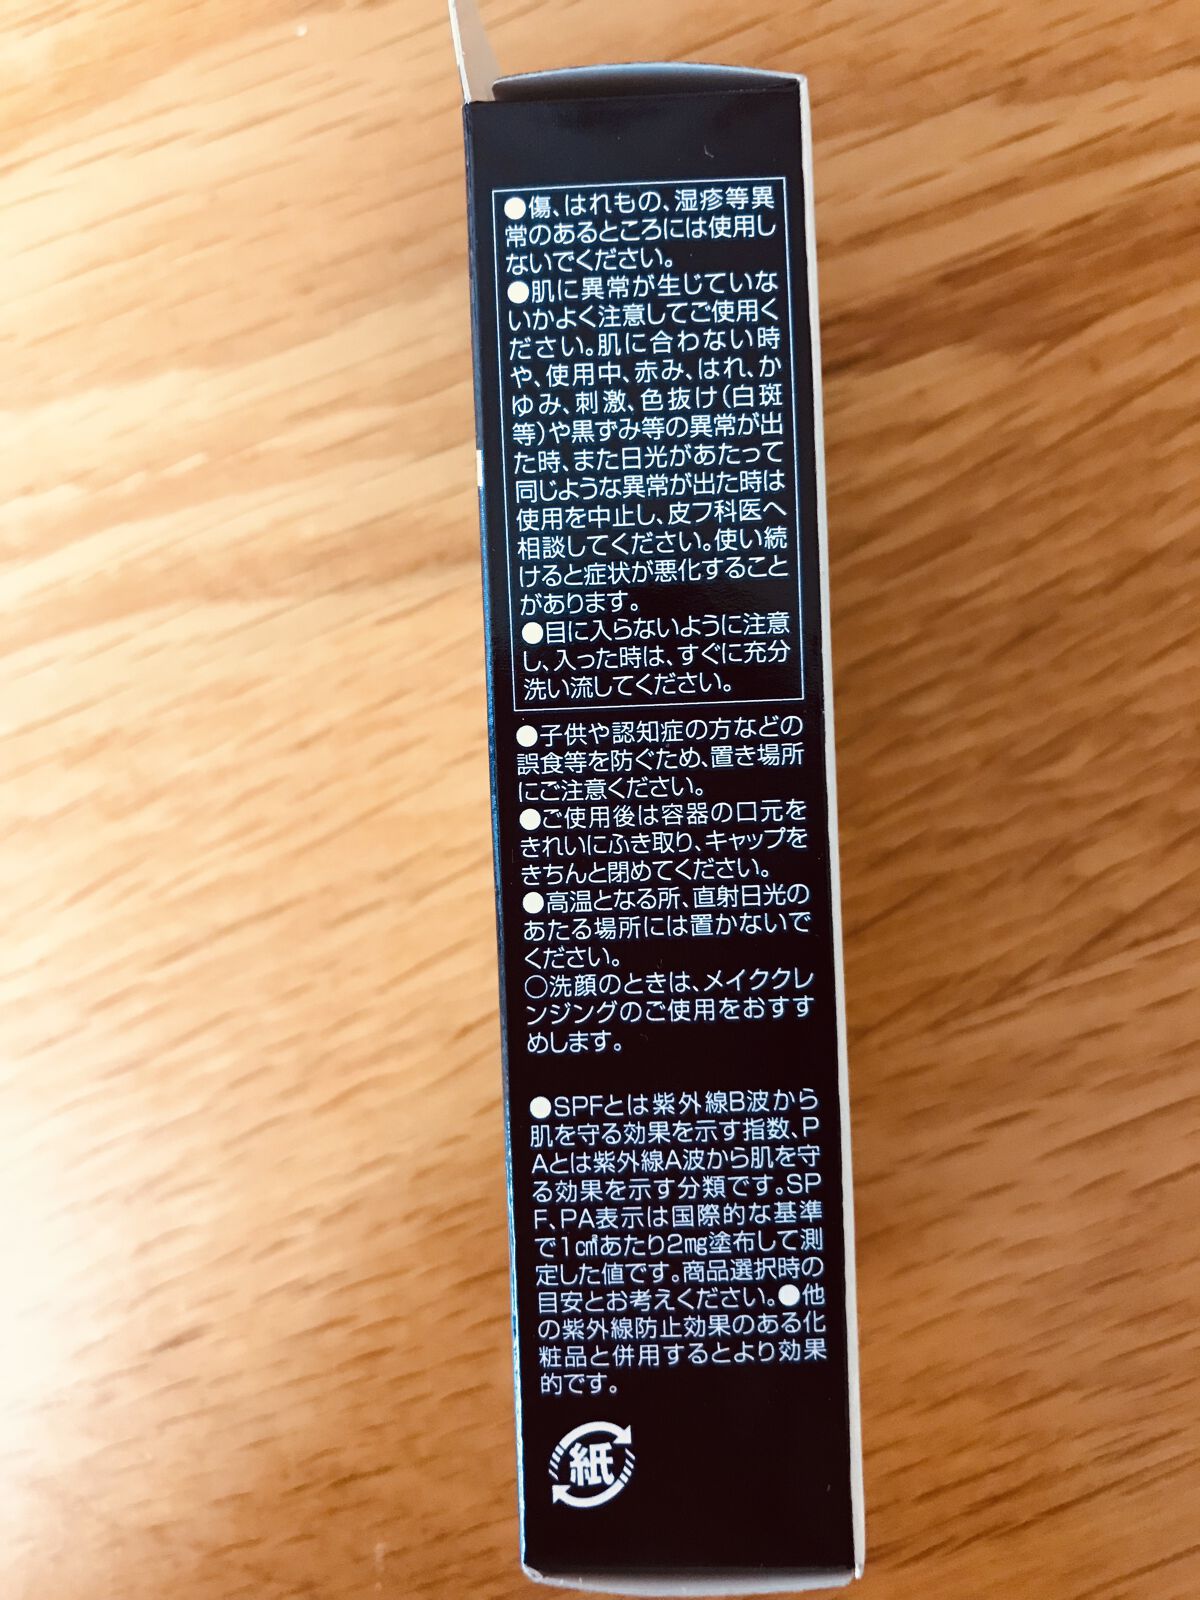 ●傷、はれもの、湿疹等異
常のあるところには使用し
ないでください。
●肌に異常が生じていな
いかよく注意してご使用く
ださい。肌に合わない時
や、使用中、赤み、はれ、か
ゆみ、刺激、色抜け(白斑
等)や黒ずみ等の異常が出
た時、また日光があたって
同じような異常が出た時は
使用を中止し、皮フ科医へ
相談してください。使い続
けると症状が悪化すること
があります。
●目に入らないように注意
し、入った時は、すぐに充分
洗い流してください。
●子供や認知症の方などの
誤食等を防ぐため、置き場所
にご注意ください。
●ご使用後は容器の口元を
きれいにふき取り、キャップを
きちんと閉めてください。
●高温となる所、直射日光の
あたる場所には置かないで
ください。
○洗顔のときは、メイククレ
ンジングのご使用をおすす
めします。
●SPFとは紫外線B波から
肌を守る効果を示す指数、P
Aとは紫外線A波から肌を守
る効果を示す分類です。SP
F、PA表示は国際的な基準
で1㎠あたり2㎎塗布して測
定した値です。商品選択時の
目安とお考えください。●他
の紫外線防止効果のある化
粧品と併用するとより効果
的です。
紙